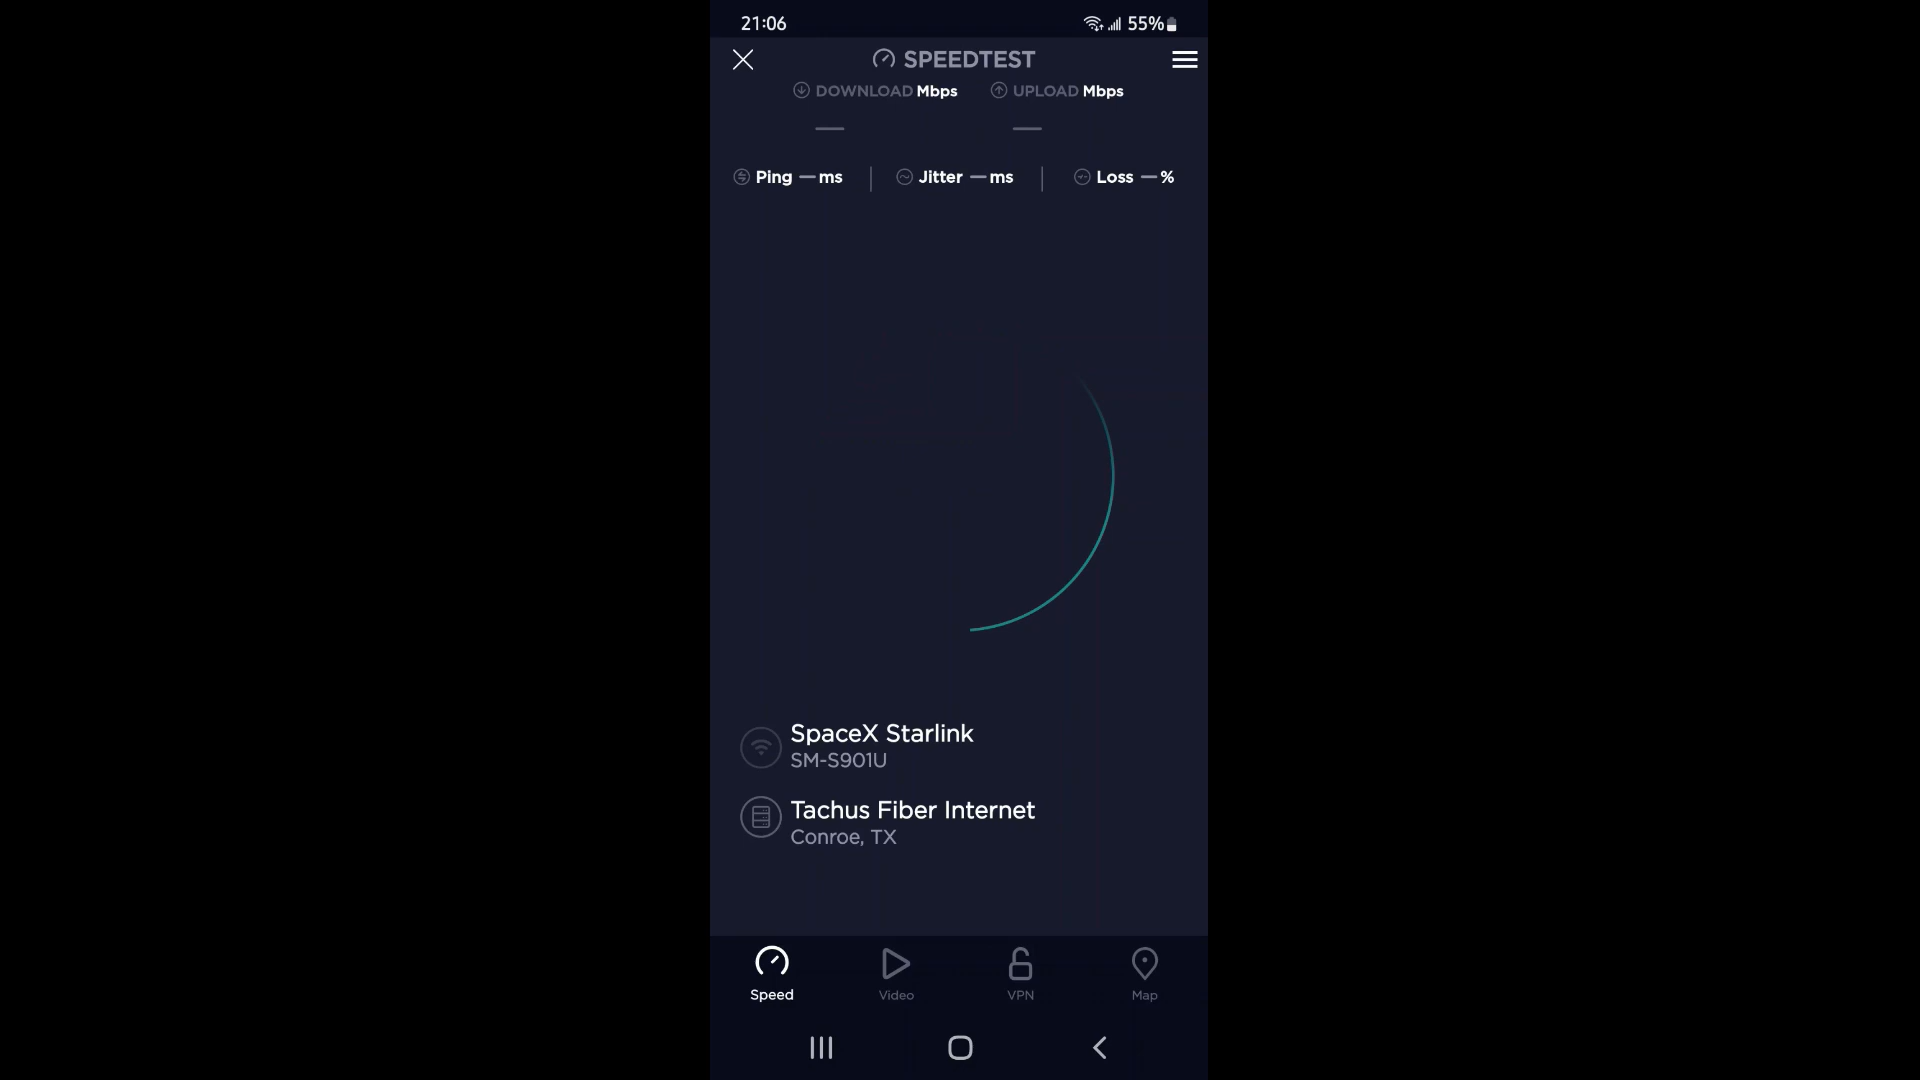 21:06 55%
SPEEDTEST
DOWNLOAD Mbps UPLOAD Mbps
— —
Ping — ms Jitter — ms Loss — %
SpaceX Starlink
SM-S901U
Tachus Fiber Internet
Conroe, TX
Speed Video VPN Map